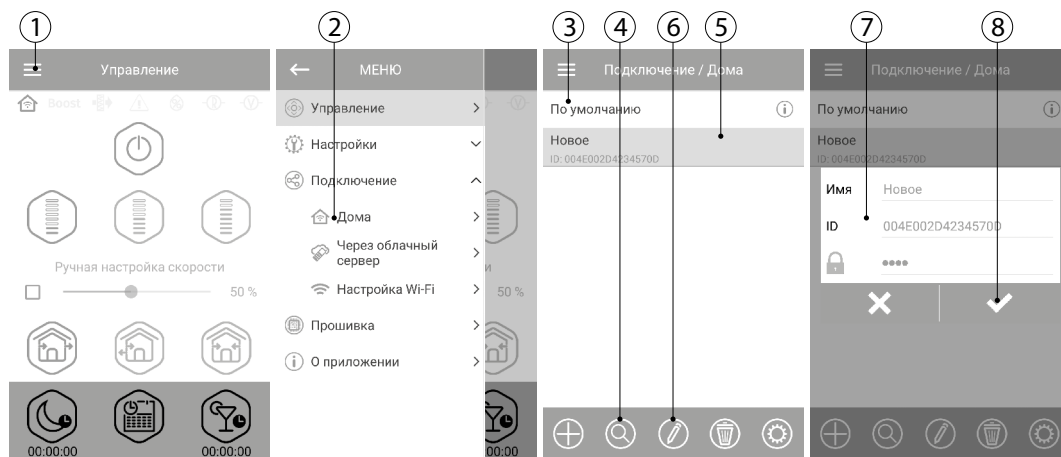 1
2
3
4
6
5
7
8
Управление
Boost
Ручная настройка скорости
50 %
00:00:00
00:00:00
МЕНЮ
Управление
Настройки
Подключение
Дома
Через облачный
сервер
Настройка Wi-Fi
Прошивка
i
О приложении
и
50 %
00:00
Подключение / Дома
По умолчанию
i
Новое
ID: 004E002D4234570D
Подключение / Дома
По умолчанию
i
Новое
ID: 004E002D4234570D
Имя
Новое
ID
004E002D4234570D